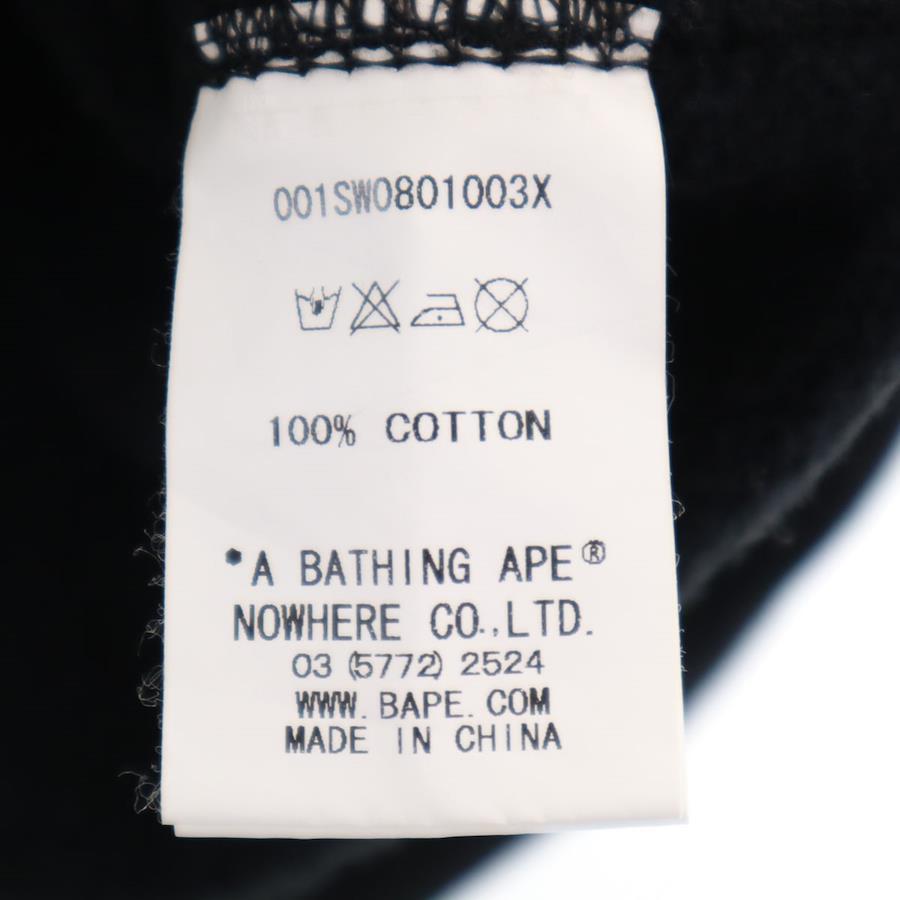 001SW0801003X
100% COTTON
*A BATHING APE®
NOWHERE CO.,LTD.
03 (5772) 2524
WWW.BAPE.COM
MADE IN CHINA